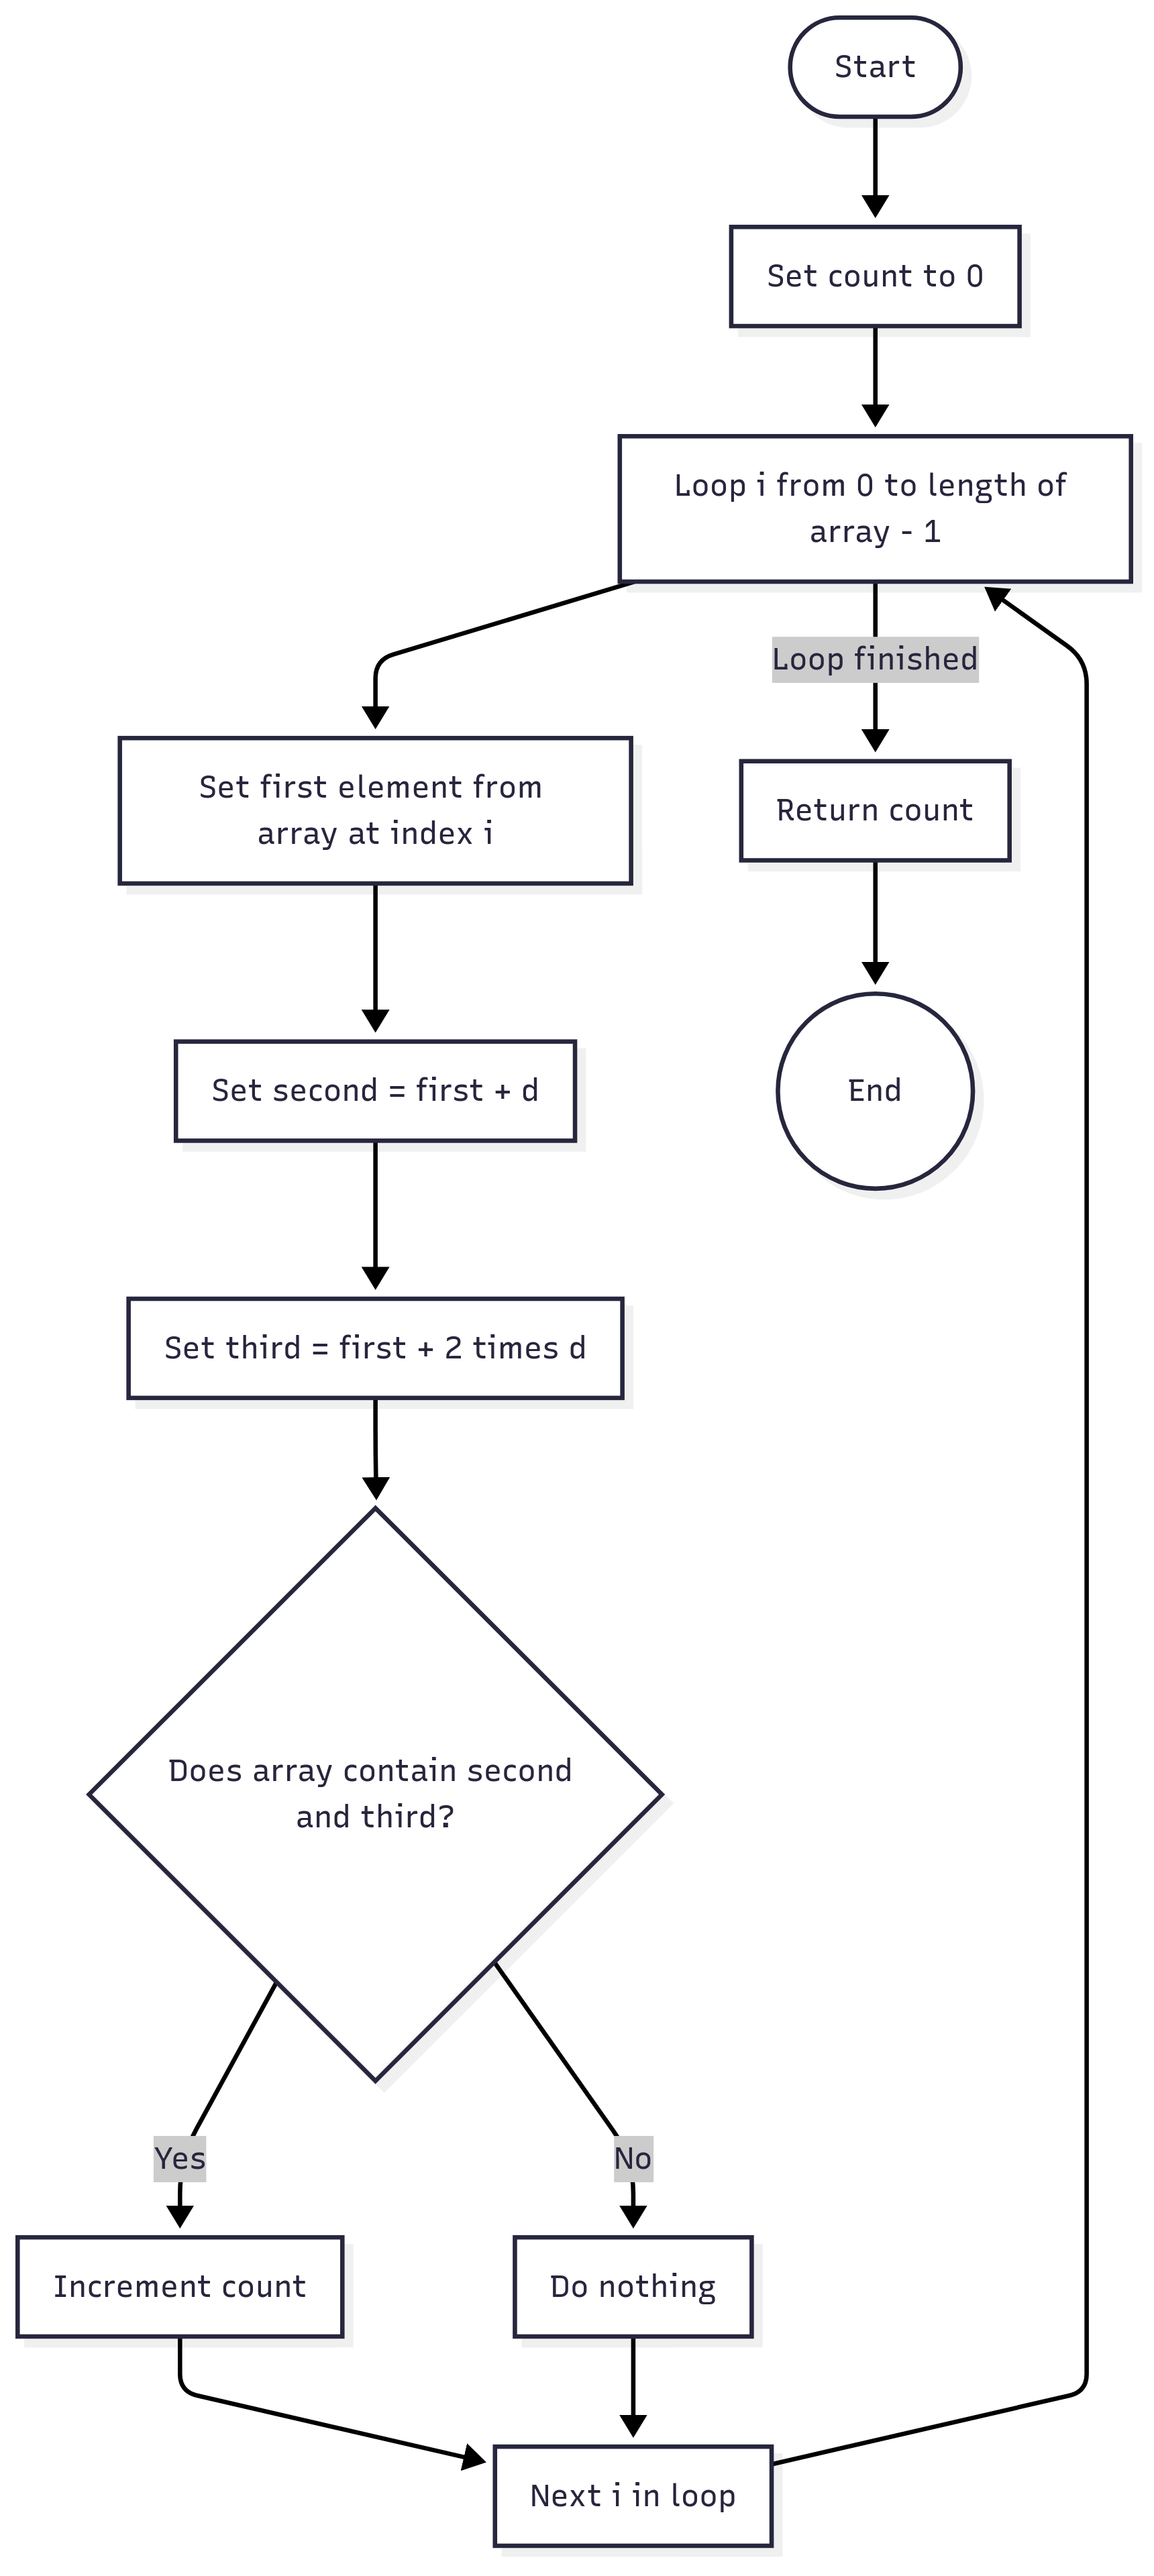 Start
Set count to 0
Loop i from 0 to length of
array - 1
Loop finished
Set first element from
array at index i
Return count
Set second = first + d
End
Set third = first + 2 times d
Does array contain second
and third?
Yes
No
Increment count
Do nothing
Next i in loop